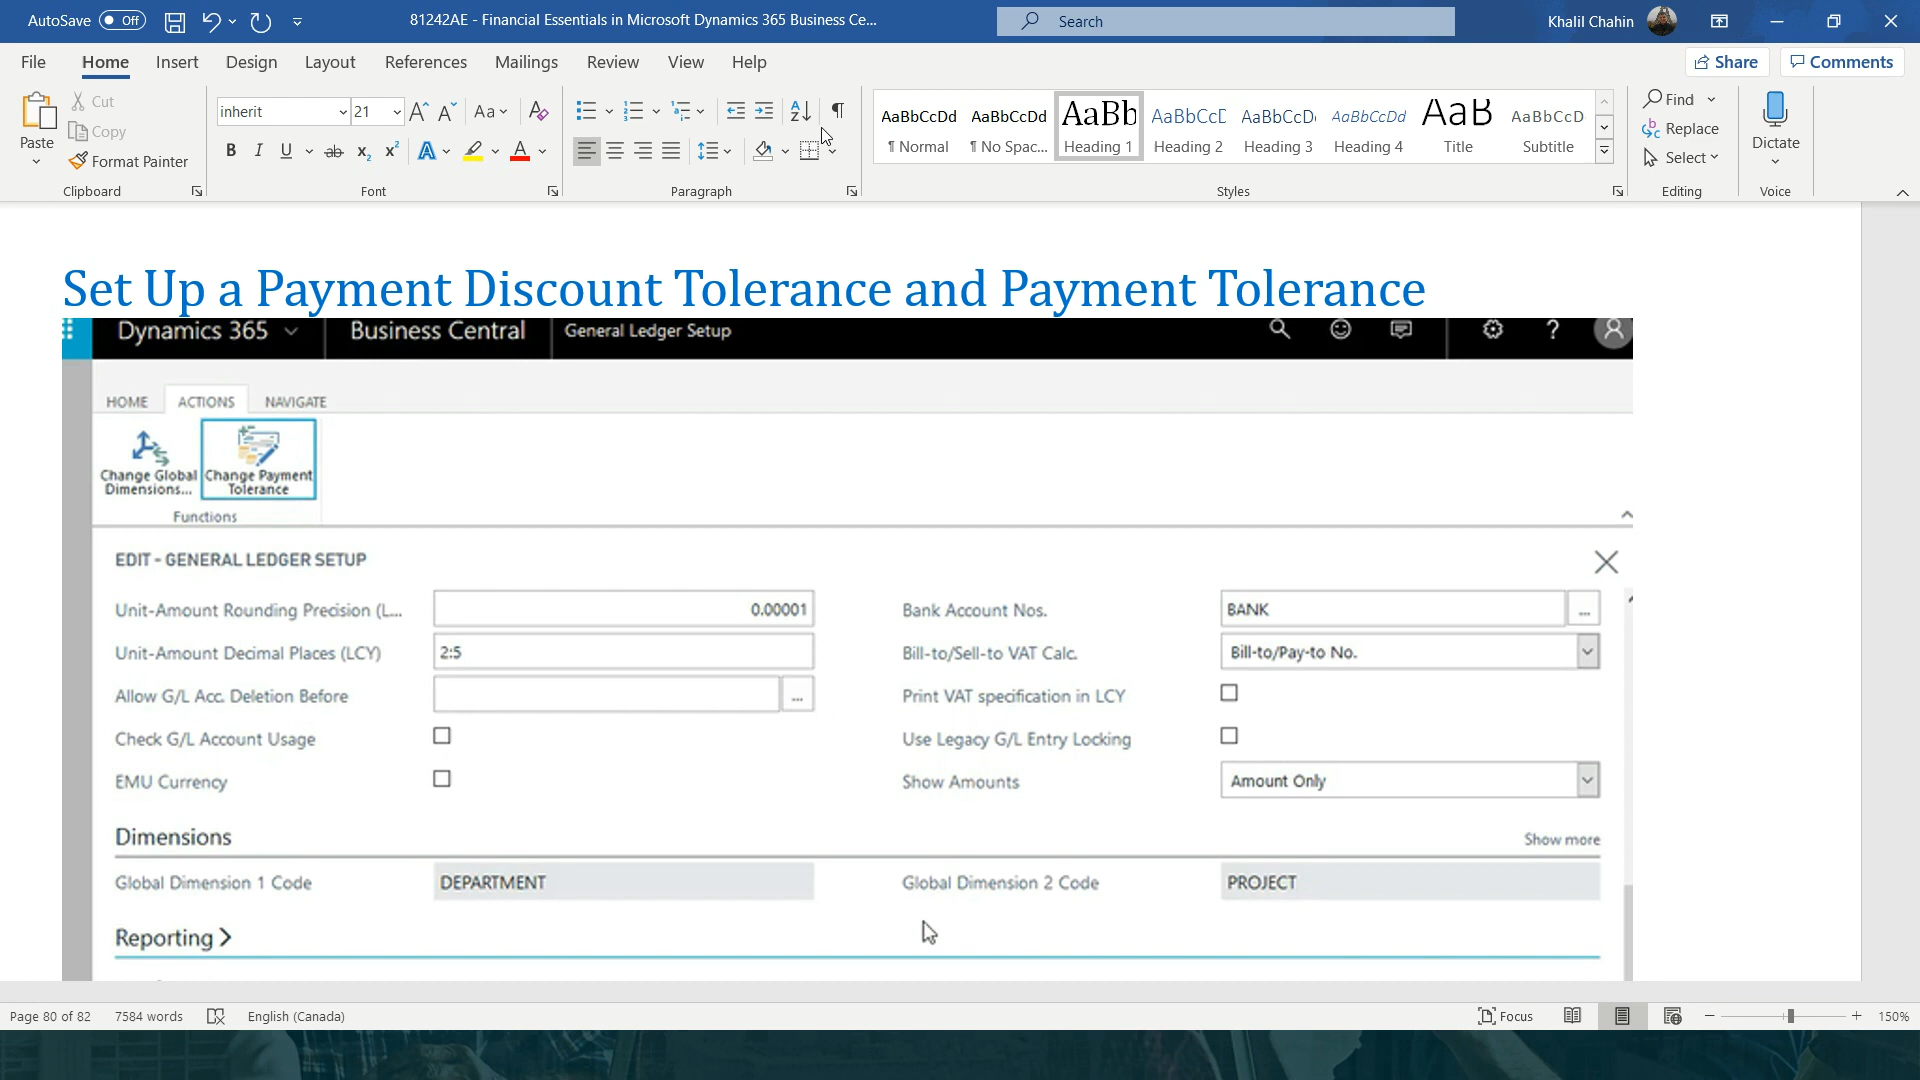 AutoSave Off
81242AE - Financial Essentials in Microsoft Dynamics 365 Business Ce...
Search
Khalil Chahin
File Home Insert Design Layout References Mailings Review View Help
Share Comments
Paste
Cut
Copy
Format Painter
Clipboard
inherit 21
Aa
B I U ab x₂ x² A A
Font
Paragraph
AaBbCcDd AaBbCcDd AaBb AaBbCcD AaBbCcD AaBbCcDd AaB AaBbCcD
¶ Normal ¶ No Spac... Heading 1 Heading 2 Heading 3 Heading 4 Title Subtitle
Styles
Find
Replace
Select
Editing
Dictate
Voice
Set Up a Payment Discount Tolerance and Payment Tolerance
Dynamics 365 Business Central General Ledger Setup ?
HOME ACTIONS NAVIGATE
Change Global Dimensions...
Change Payment Tolerance
Functions
EDIT - GENERAL LEDGER SETUP
Unit-Amount Rounding Precision (L... 0.00001 Bank Account Nos. BANK ...
Unit-Amount Decimal Places (LCY) 2:5 Bill-to/Sell-to VAT Calc. Bill-to/Pay-to No.
Allow G/L Acc. Deletion Before ... Print VAT specification in LCY
Check G/L Account Usage Use Legacy G/L Entry Locking
EMU Currency Show Amounts Amount Only
Dimensions Show more
Global Dimension 1 Code DEPARTMENT Global Dimension 2 Code PROJECT
Reporting >
Page 80 of 82 7584 words English (Canada) Focus 150%